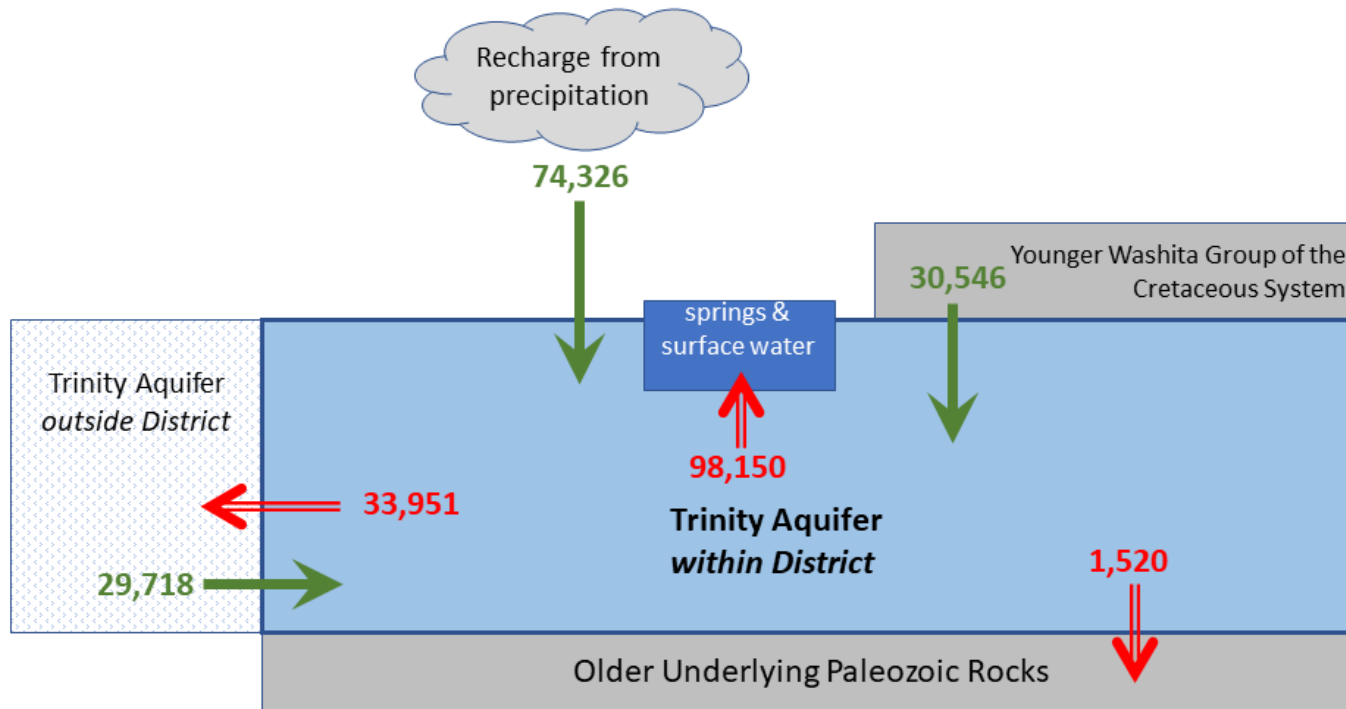 Recharge from
precipitation
74,326
Younger Washita Group of the
30,546
Cretaceous System
springs &
surface water
Trinity Aquifer
outside District
98,150
33,951
Trinity Aquifer
within District
1,520
29,718
Older Underlying Paleozoic Rocks